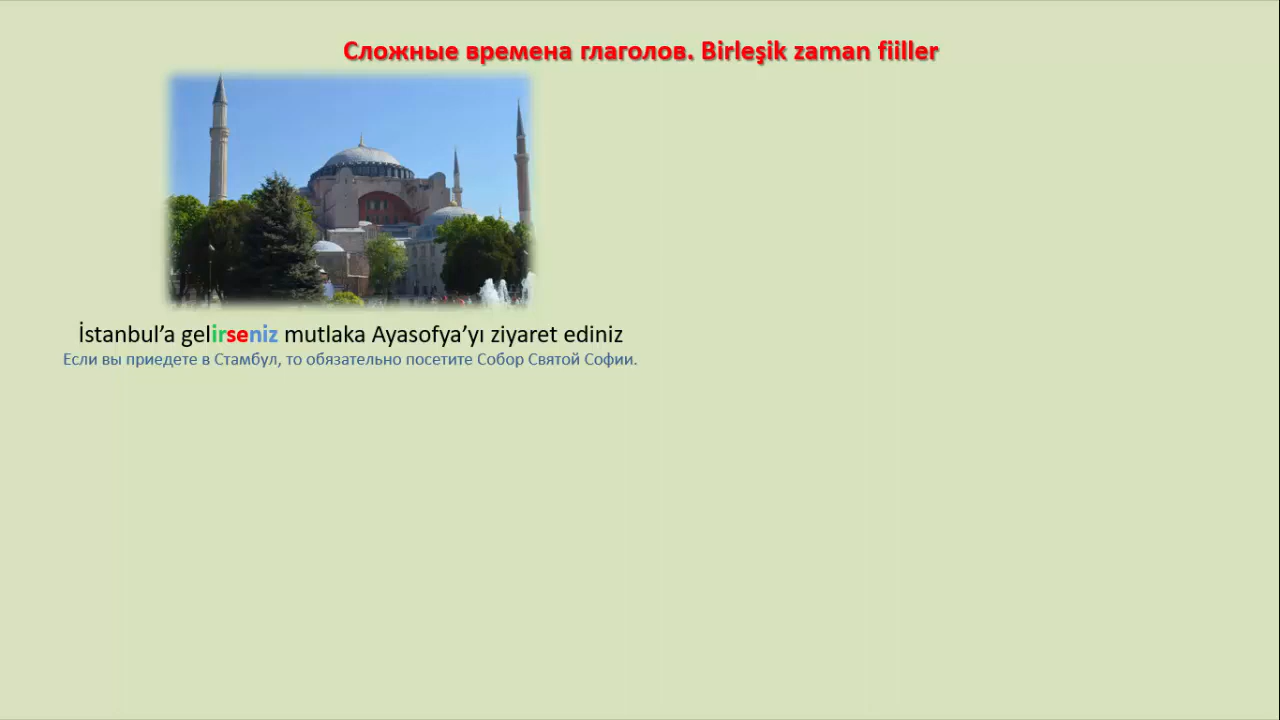 Сложные времена глаголов. Birleşik zaman fiiller
İstanbul’a gelirseniz mutlaka Ayasofya’yı ziyaret ediniz
Если вы приедете в Стамбул, то обязательно посетите Собор Святой Софии.